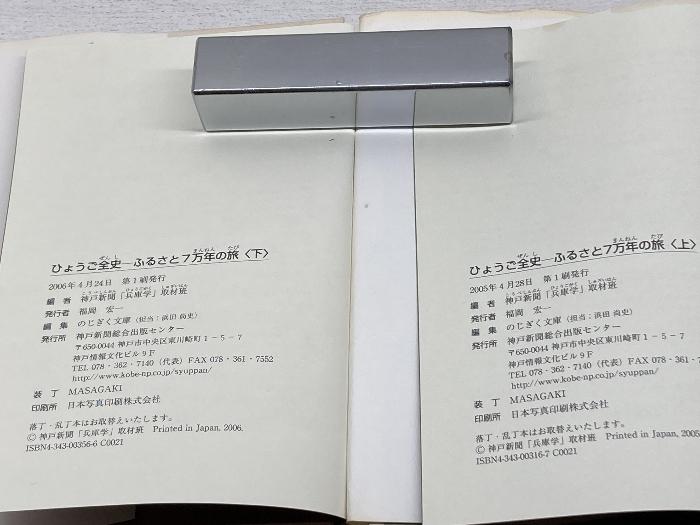 ひょうご全史―ふるさと7万年の旅〈下〉
2006年4月24日　第1刷発行
編者　神戸新聞「兵庫学」取材班
発行者　福岡　宏一
編集　のじぎく文庫（担当：浜田 尚史）
発行所　神戸新聞総合出版センター
〒650-0044 神戸市中央区東川崎町1-5-7
神戸情報文化ビル9F
TEL 078・362・7140（代表）FAX 078・361・7552
http://www.kobe-np.co.jp/syuppan/
装丁　MASAGAKI
印刷所　日本写真印刷株式会社
落丁・乱丁本はお取替えいたします。
Ⓒ 神戸新聞「兵庫学」取材班　Printed in Japan, 2006.
ISBN4-343-00356-6 C0021
ひょうご全史―ふるさと7万年の旅〈上〉
2005年4月28日　第1刷発行
編者　神戸新聞「兵庫学」取材班
発行者　福岡　宏一
編集　のじぎく文庫（担当：浜田 尚史）
発行所　神戸新聞総合出版センター
〒650-0044 神戸市中央区東川崎町1-5-7
神戸情報文化ビル9F
TEL 078・362・7140（代表）FAX 078・361・
http://www.kobe-np.co.jp/syuppan/
装丁　MASAGAKI
印刷所　日本写真印刷株式会社
落丁・乱丁本はお取替えいたします。
Ⓒ 神戸新聞「兵庫学」取材班　Printed in Japan, 2005.
ISBN4-343-00316-7 C0021